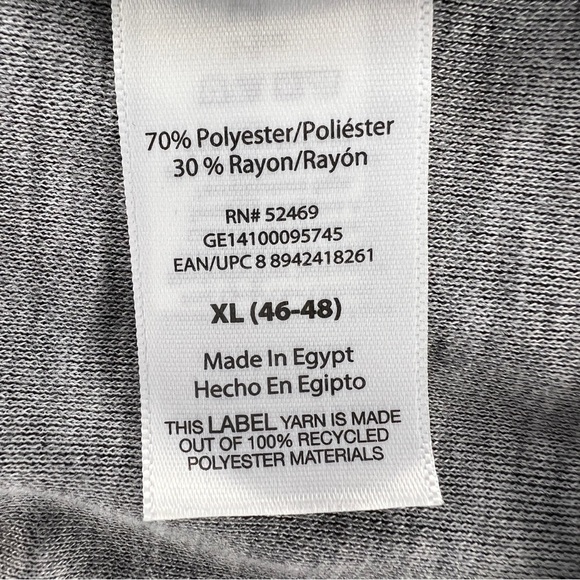 70% Polyester/Poliéster
30 % Rayon/Rayón
RN# 52469
GE14100095745
EAN/UPC 8 8942418261
XL (46-48)
Made In Egypt
Hecho En Egipto
THIS LABEL YARN IS MADE
OUT OF 100% RECYCLED
POLYESTER MATERIALS